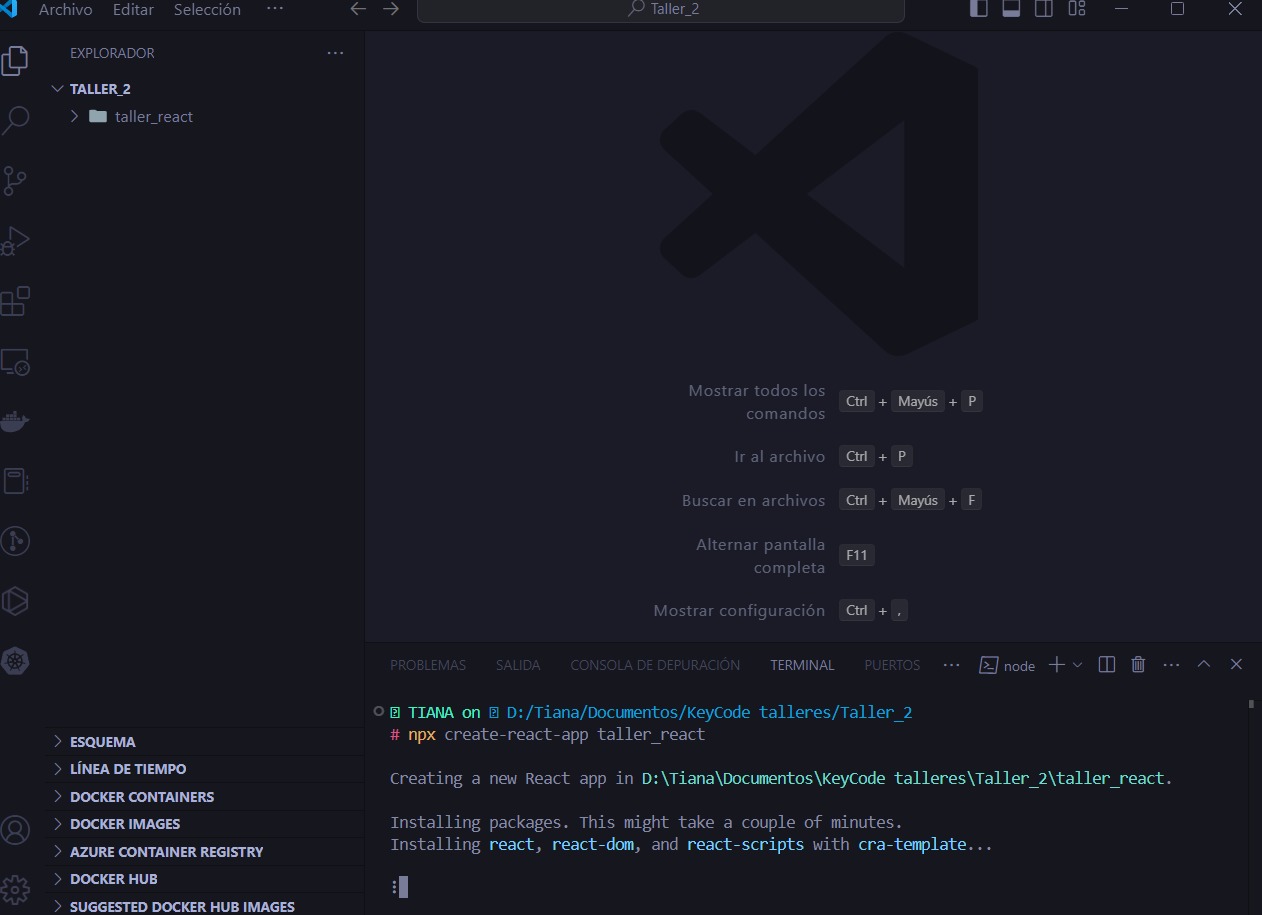 Archivo Editar Selección ...
Taller_2
EXPLORADOR
TALLER_2
taller_react
ESQUEMA
LÍNEA DE TIEMPO
DOCKER CONTAINERS
DOCKER IMAGES
AZURE CONTAINER REGISTRY
DOCKER HUB
SUGGESTED DOCKER HUB IMAGES
Mostrar todos los
comandos
Ctrl + Mayús + P
Ir al archivo Ctrl + P
Buscar en archivos Ctrl + Mayús + F
Alternar pantalla
completa
F11
Mostrar configuración Ctrl + ,
PROBLEMAS SALIDA CONSOLA DE DEPURACIÓN TERMINAL PUERTOS ... node
TIANA on D:/Tiana/Documentos/KeyCode talleres/Taller_2
# npx create-react-app taller_react
Creating a new React app in D:\Tiana\Documentos\KeyCode talleres\Taller_2\taller_react.
Installing packages. This might take a couple of minutes.
Installing react, react-dom, and react-scripts with cra-template...